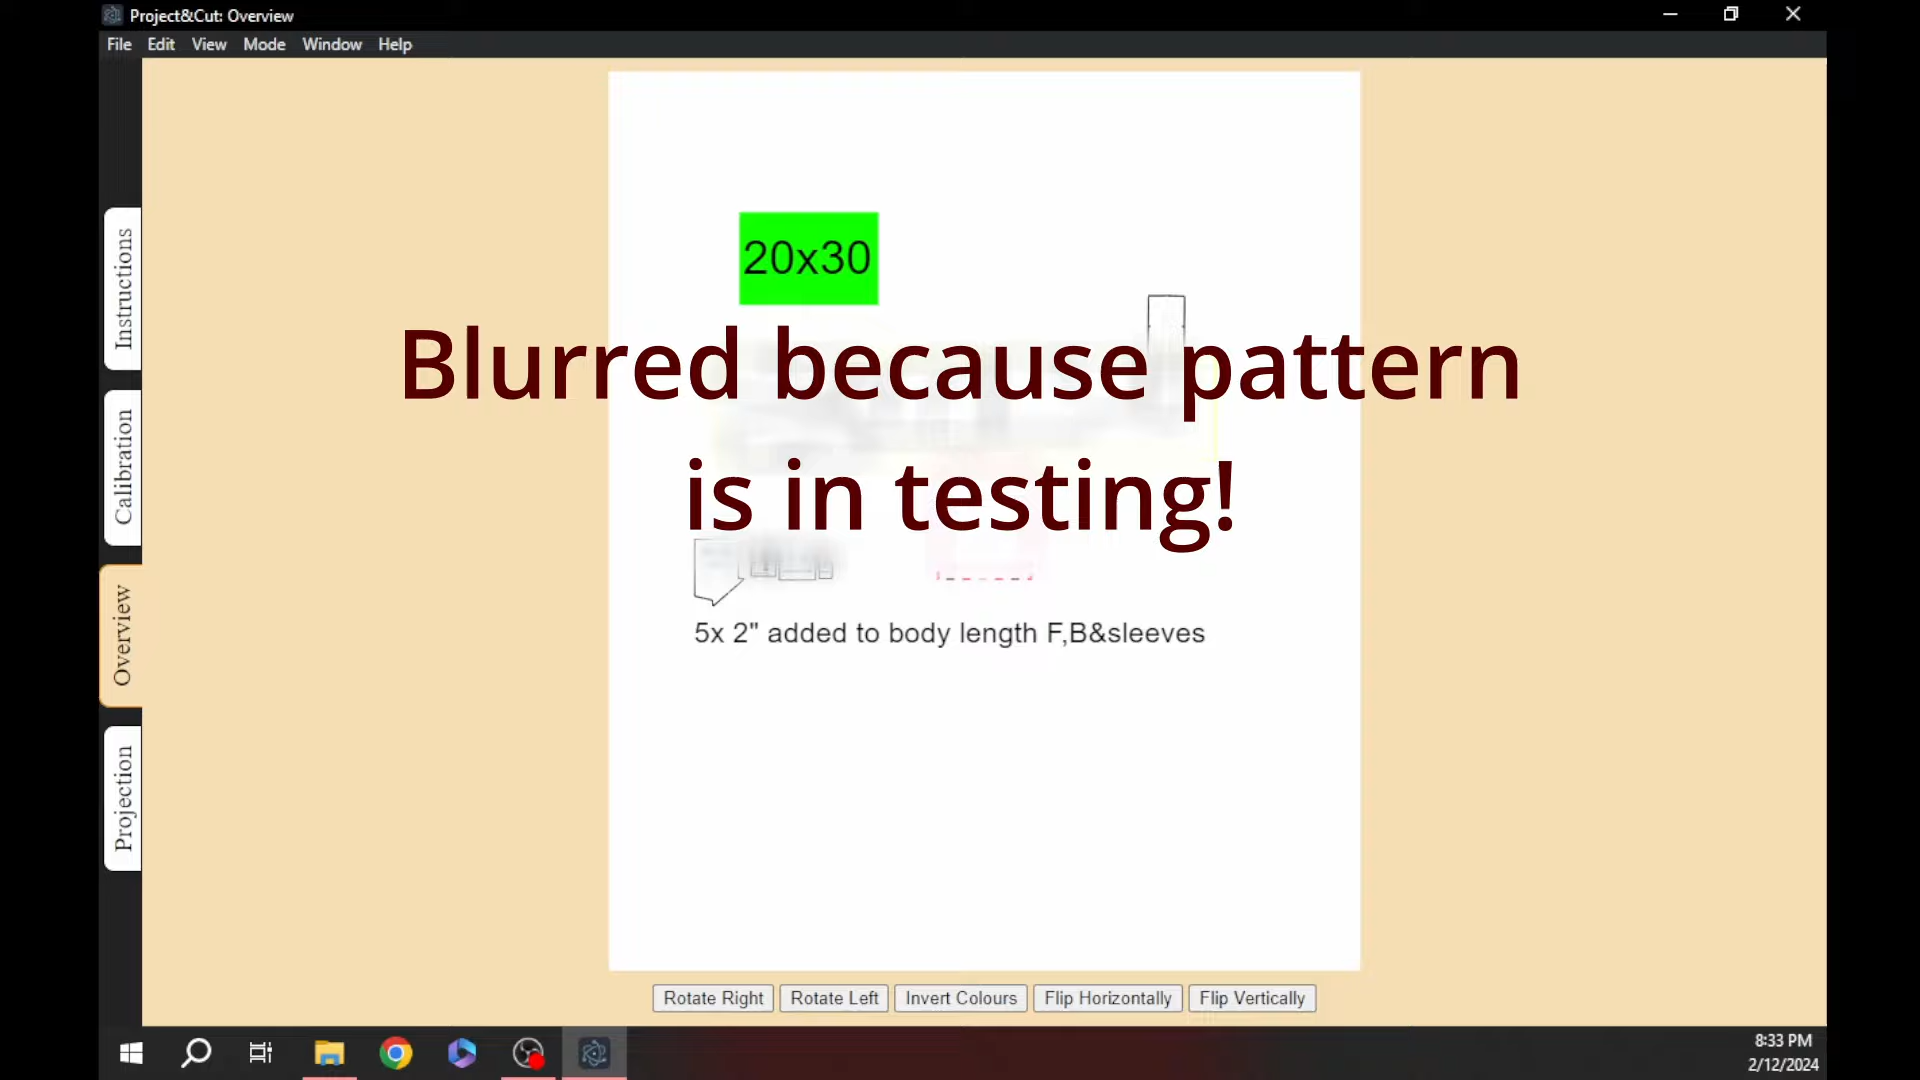 Project&Cut: Overview
File Edit View Mode Window Help
Instructions
Calibration
Overview
Projection
20x30
Blurred because pattern
is in testing!
5x 2" added to body length F,B&sleeves
Rotate Right Rotate Left Invert Colours Flip Horizontally Flip Vertically
8:33 PM
2/12/2024